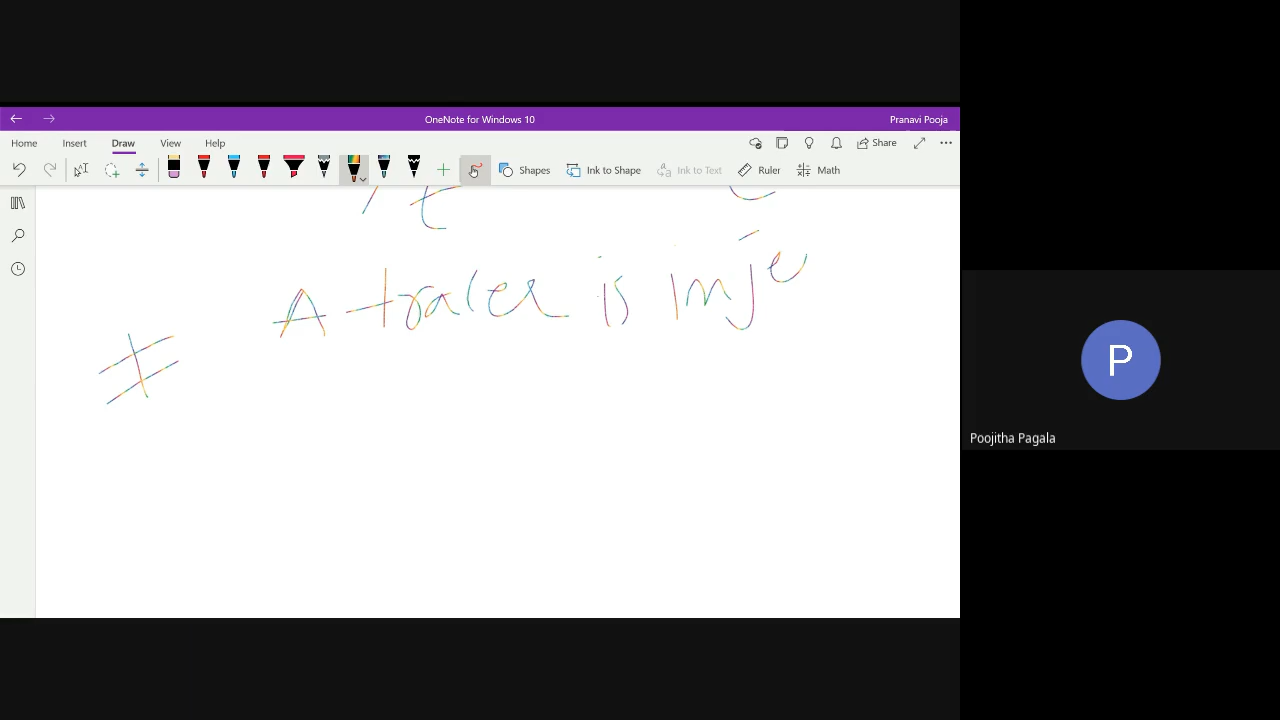 OneNote for Windows 10
Pranavi Pooja
Home Insert Draw View Help
Share
Shapes Ink to Shape Ink to Text Ruler Math
A tracer is inje
#
P
Poojitha Pagala